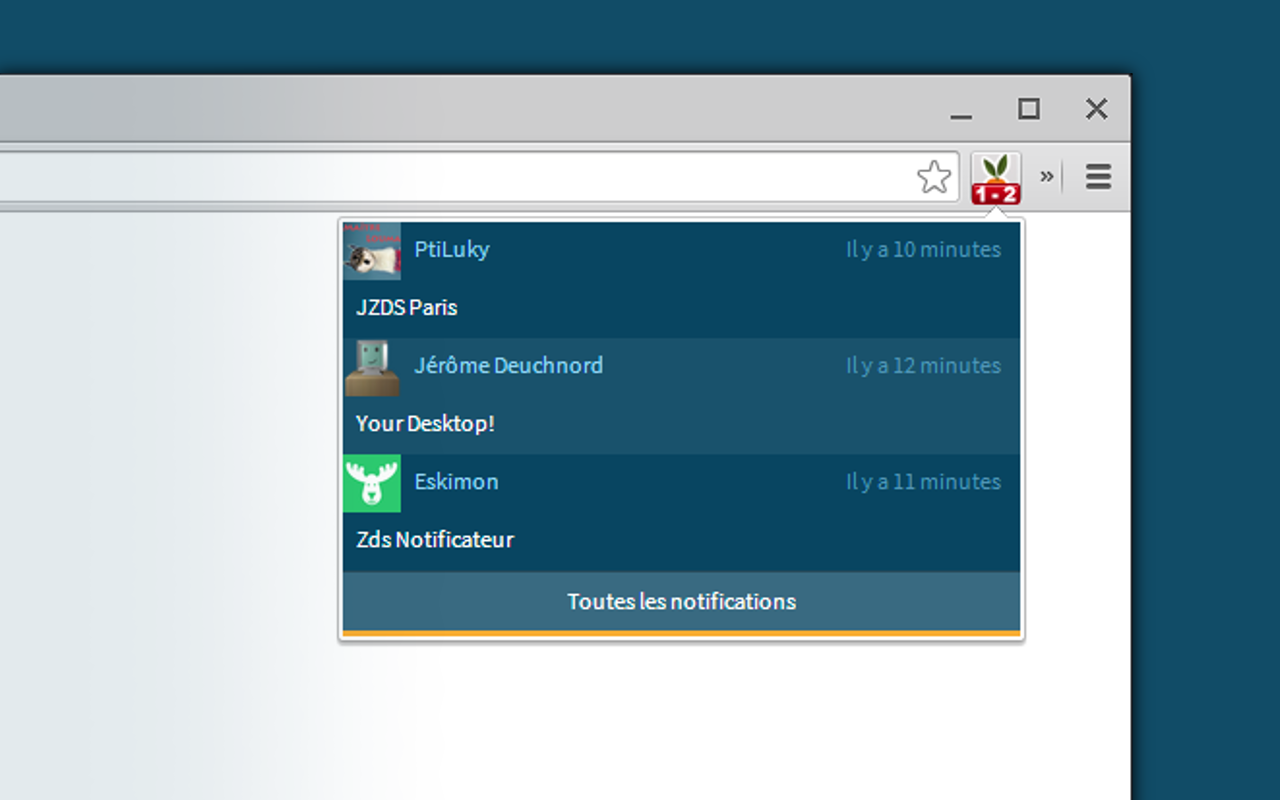 1 - 2
PtiLuky
Il y a 10 minutes
JZDS Paris
Jérôme Deuchnord
Il y a 12 minutes
Your Desktop!
Eskimon
Il y a 11 minutes
Zds Notificateur
Toutes les notifications